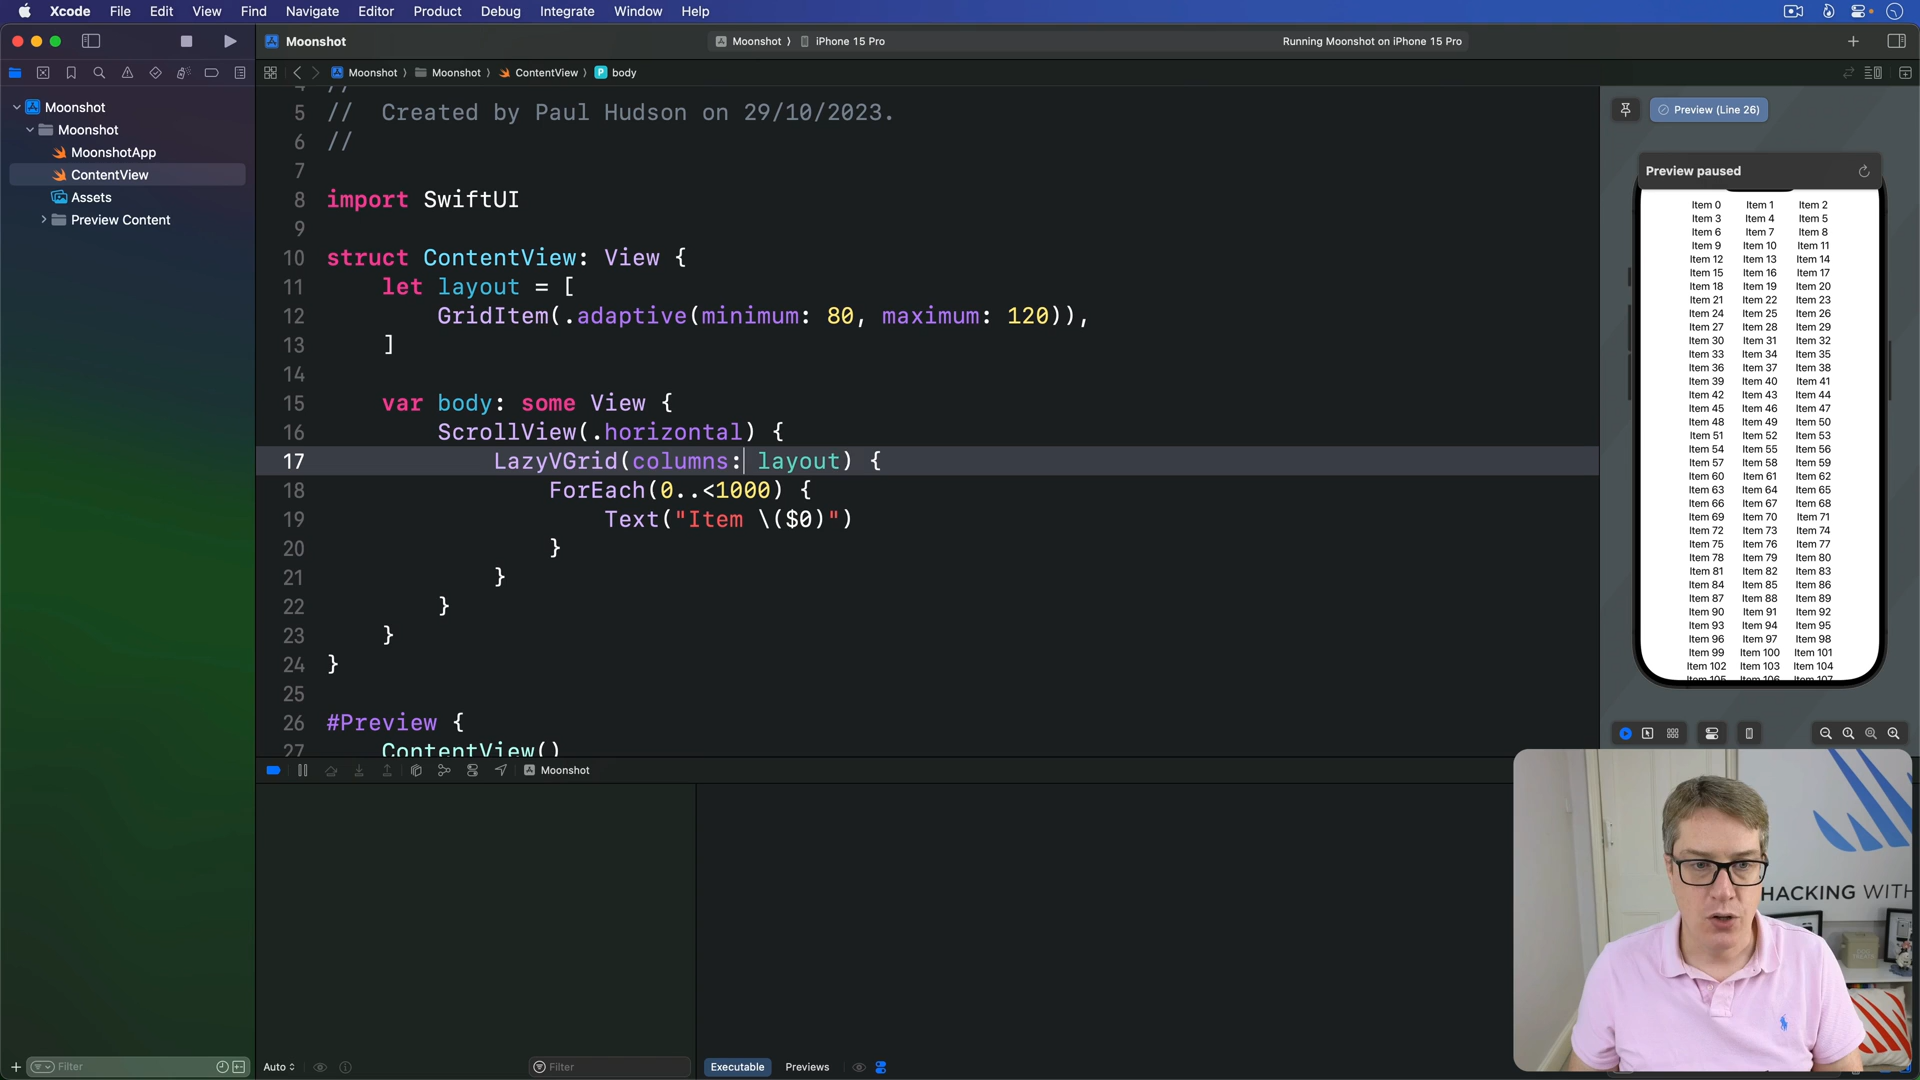 Xcode File Edit View Find Navigate Editor Product Debug Integrate Window Help
Moonshot
Moonshot 〉 iPhone 15 Pro
Running Moonshot on iPhone 15 Pro
Moonshot 〉 Moonshot 〉 ContentView 〉 P body
Moonshot
Moonshot
MoonshotApp
ContentView
Assets
Preview Content
4 //
5 //  Created by Paul Hudson on 29/10/2023.
6 //
7
8 import SwiftUI
9
10 struct ContentView: View {
11     let layout = [
12         GridItem(.adaptive(minimum: 80, maximum: 120)),
13     ]
14
15     var body: some View {
16         ScrollView(.horizontal) {
17             LazyVGrid(columns: layout) {
18                 ForEach(0..<1000) {
19                     Text("Item \($0)")
20                 }
21             }
22         }
23     }
24 }
25
26 #Preview {
27     ContentView()
Preview (Line 26)
Preview paused
Item 0 Item 1 Item 2
Item 3 Item 4 Item 5
Item 6 Item 7 Item 8
Item 9 Item 10 Item 11
Item 12 Item 13 Item 14
Item 15 Item 16 Item 17
Item 18 Item 19 Item 20
Item 21 Item 22 Item 23
Item 24 Item 25 Item 26
Item 27 Item 28 Item 29
Item 30 Item 31 Item 32
Item 33 Item 34 Item 35
Item 36 Item 37 Item 38
Item 39 Item 40 Item 41
Item 42 Item 43 Item 44
Item 45 Item 46 Item 47
Item 48 Item 49 Item 50
Item 51 Item 52 Item 53
Item 54 Item 55 Item 56
Item 57 Item 58 Item 59
Item 60 Item 61 Item 62
Item 63 Item 64 Item 65
Item 66 Item 67 Item 68
Item 69 Item 70 Item 71
Item 72 Item 73 Item 74
Item 75 Item 76 Item 77
Item 78 Item 79 Item 80
Item 81 Item 82 Item 83
Item 84 Item 85 Item 86
Item 87 Item 88 Item 89
Item 90 Item 91 Item 92
Item 93 Item 94 Item 95
Item 96 Item 97 Item 98
Item 99 Item 100 Item 101
Item 102 Item 103 Item 104
Item 105 Item 106 Item 107
Moonshot
HACKING WITH
Filter
Auto
Filter
Executable Previews